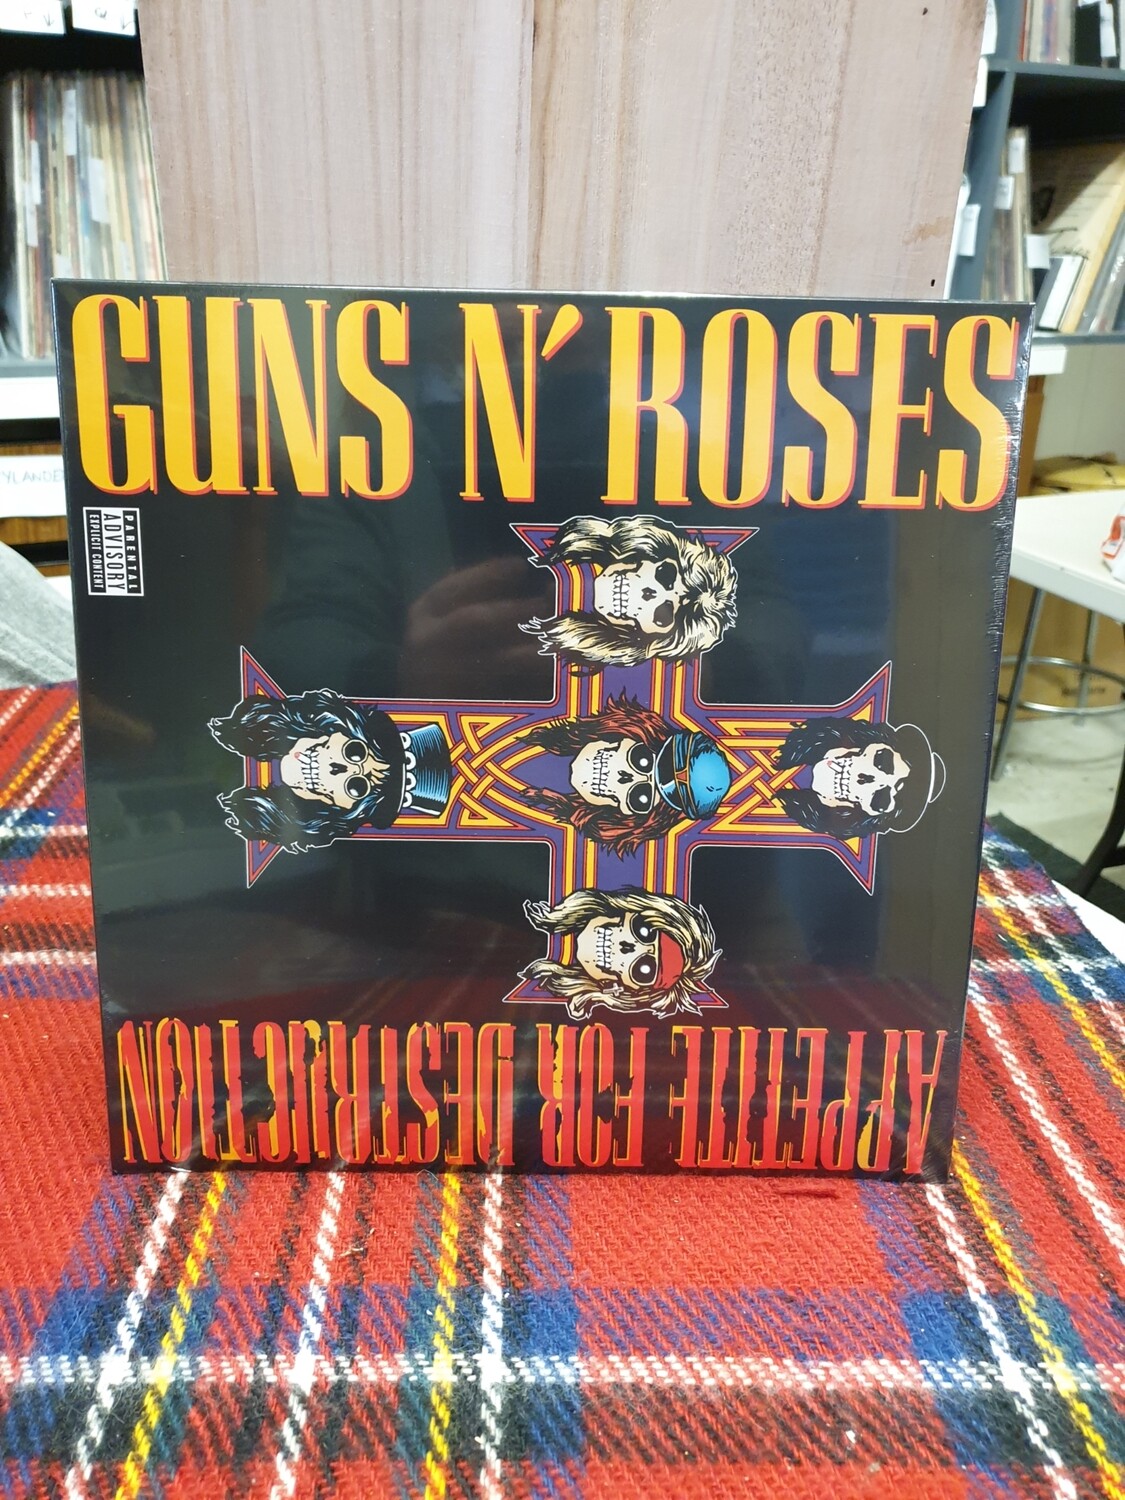 GUNS N' ROSES
PARENTAL
ADVISORY
EXPLICIT CONTENT
APPETITE FOR DESTRUCTION